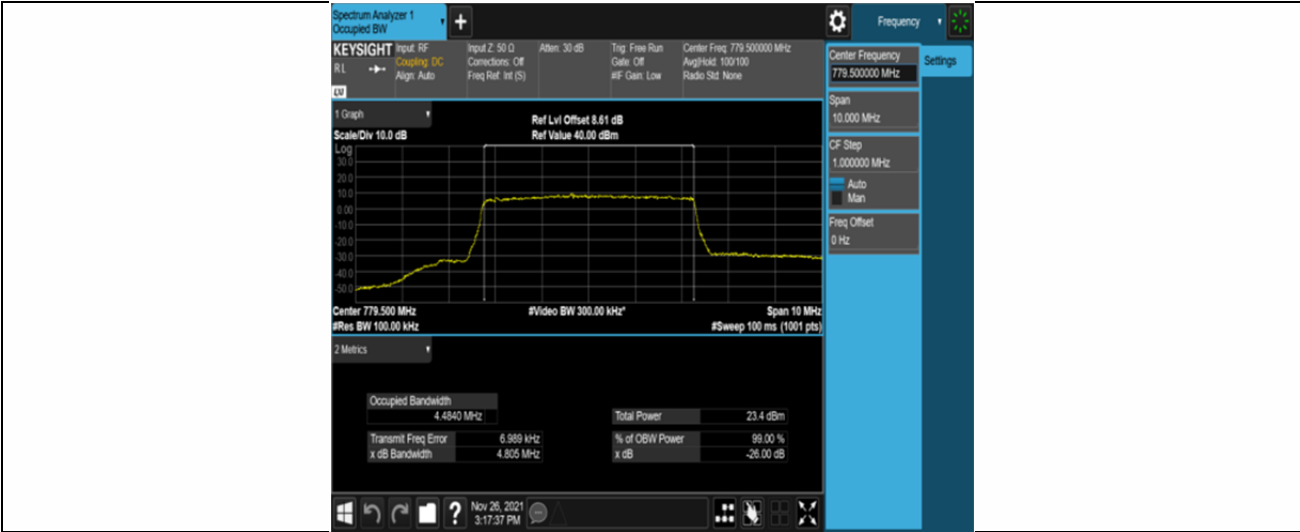 Spectrum Analyzer 1
Occupied BW
+
Frequency
KEYSIGHT
R L
Input: RF
Coupling: DC
Align: Auto
Input Z: 50 Ω
Corrections: Off
Freq Ref: Int (S)
Atten: 30 dB
Trig: Free Run
Gate: Off
#IF Gain: Low
Center Freq: 779.500000 MHz
Avg|Hold: 100/100
Radio Std: None
Center Frequency
779.500000 MHz
Settings
Span
10.000 MHz
CF Step
1.000000 MHz
Auto
Man
Freq Offset
0 Hz
1 Graph
Scale/Div 10.0 dB
Ref Lvl Offset 8.61 dB
Ref Value 40.00 dBm
Log
30.0
20.0
10.0
0.00
-10.0
-20.0
-30.0
-40.0
-50.0
Center 779.500 MHz
#Video BW 300.00 kHz*
Span 10 MHz
#Res BW 100.00 kHz
#Sweep 100 ms (1001 pts)
2 Metrics
Occupied Bandwidth
4.4840 MHz
Total Power 23.4 dBm
Transmit Freq Error 6.989 kHz
% of OBW Power 99.00 %
x dB Bandwidth 4.805 MHz
x dB -26.00 dB
?
Nov 26, 2021
3:17:37 PM